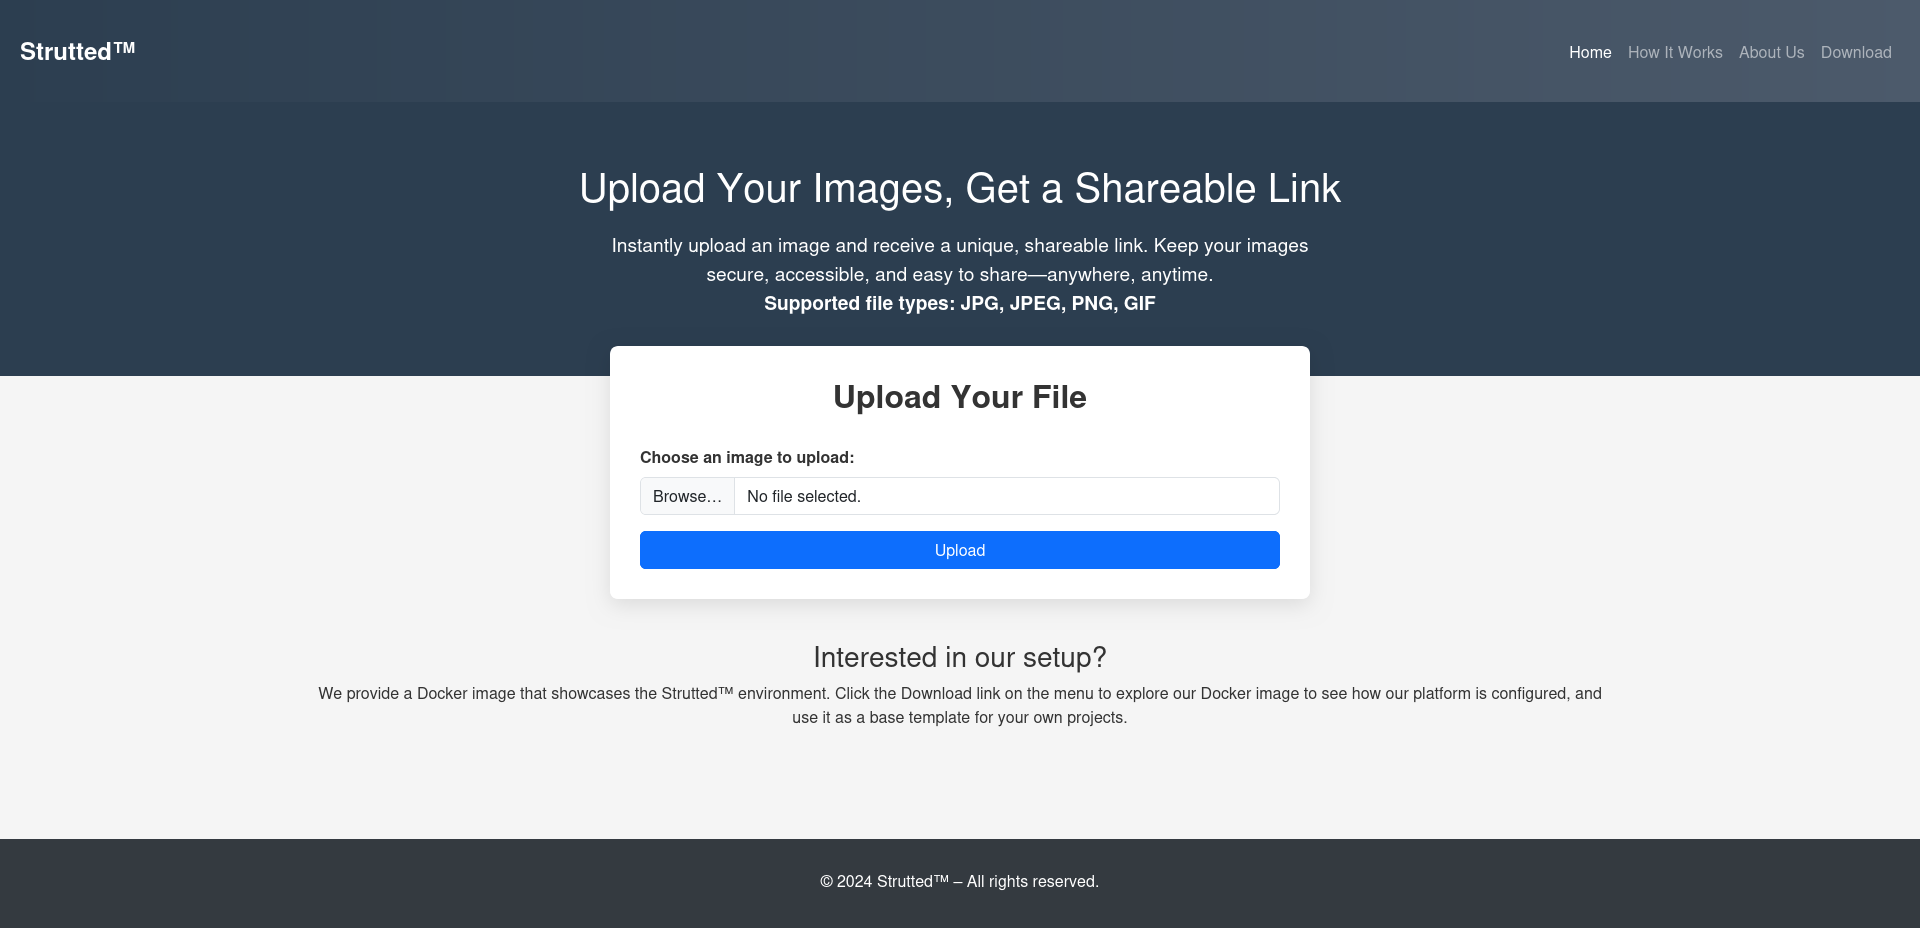 Strutted™
Home How It Works About Us Download
Upload Your Images, Get a Shareable Link
Instantly upload an image and receive a unique, shareable link. Keep your images
secure, accessible, and easy to share—anywhere, anytime.
Supported file types: JPG, JPEG, PNG, GIF
Upload Your File
Choose an image to upload:
Browse… No file selected.
Upload
Interested in our setup?
We provide a Docker image that showcases the Strutted™ environment. Click the Download link on the menu to explore our Docker image to see how our platform is configured, and
use it as a base template for your own projects.
© 2024 Strutted™ – All rights reserved.